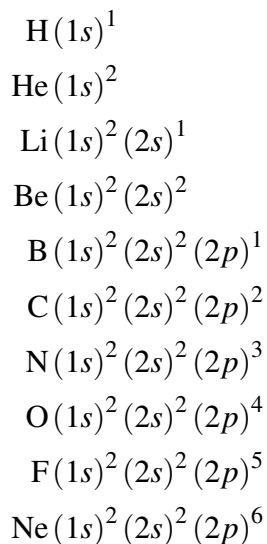 H(1s)¹
He(1s)²
Li(1s)²(2s)¹
Be(1s)²(2s)²
B(1s)²(2s)²(2p)¹
C(1s)²(2s)²(2p)²
N(1s)²(2s)²(2p)³
O(1s)²(2s)²(2p)⁴
F(1s)²(2s)²(2p)⁵
Ne(1s)²(2s)²(2p)⁶